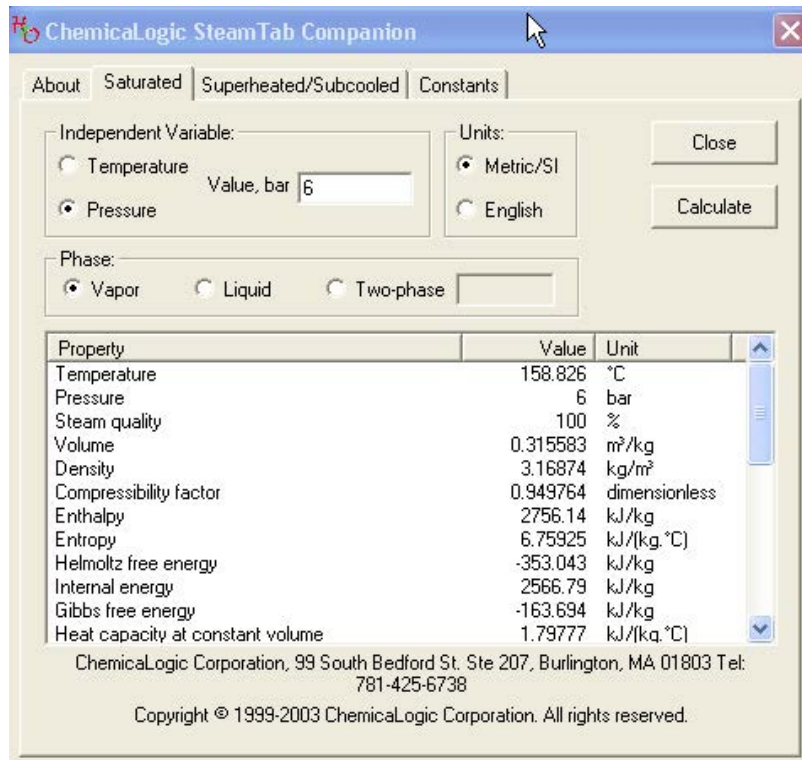 ChemicaLogic SteamTab Companion
About Saturated Superheated/Subcooled Constants
Independent Variable:
Temperature
Pressure
Value, bar 6
Units:
Metric/SI
English
Close
Calculate
Phase:
Vapor Liquid Two-phase
Property Value Unit
Temperature 158.826 °C
Pressure 6 bar
Steam quality 100 %
Volume 0.315583 m³/kg
Density 3.16874 kg/m³
Compressibility factor 0.949764 dimensionless
Enthalpy 2756.14 kJ/kg
Entropy 6.75925 kJ/(kg.°C)
Helmoltz free energy -353.043 kJ/kg
Internal energy 2566.79 kJ/kg
Gibbs free energy -163.694 kJ/kg
Heat capacity at constant volume 1.79777 kJ/(kg.°C)
ChemicaLogic Corporation, 99 South Bedford St. Ste 207, Burlington, MA 01803 Tel:
781-425-6738
Copyright © 1999-2003 ChemicaLogic Corporation. All rights reserved.